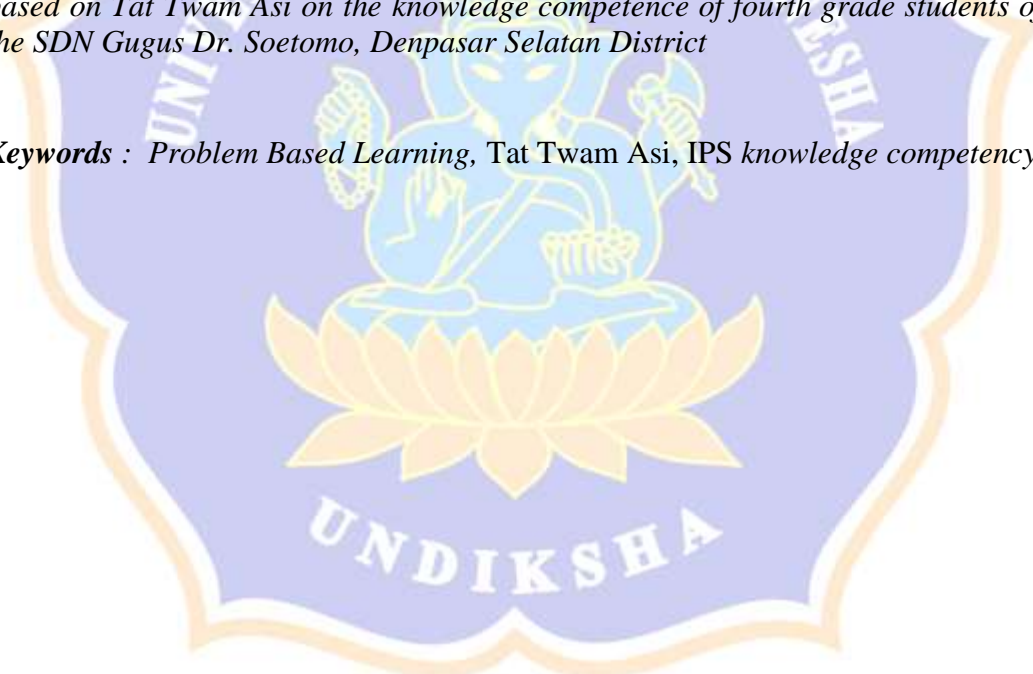 based on Tat Twam Asi on the knowledge competence of fourth grade students of
the SDN Gugus Dr. Soetomo, Denpasar Selatan District
Keywords : Problem Based Learning, Tat Twam Asi, IPS knowledge competency
UNDIKSHA